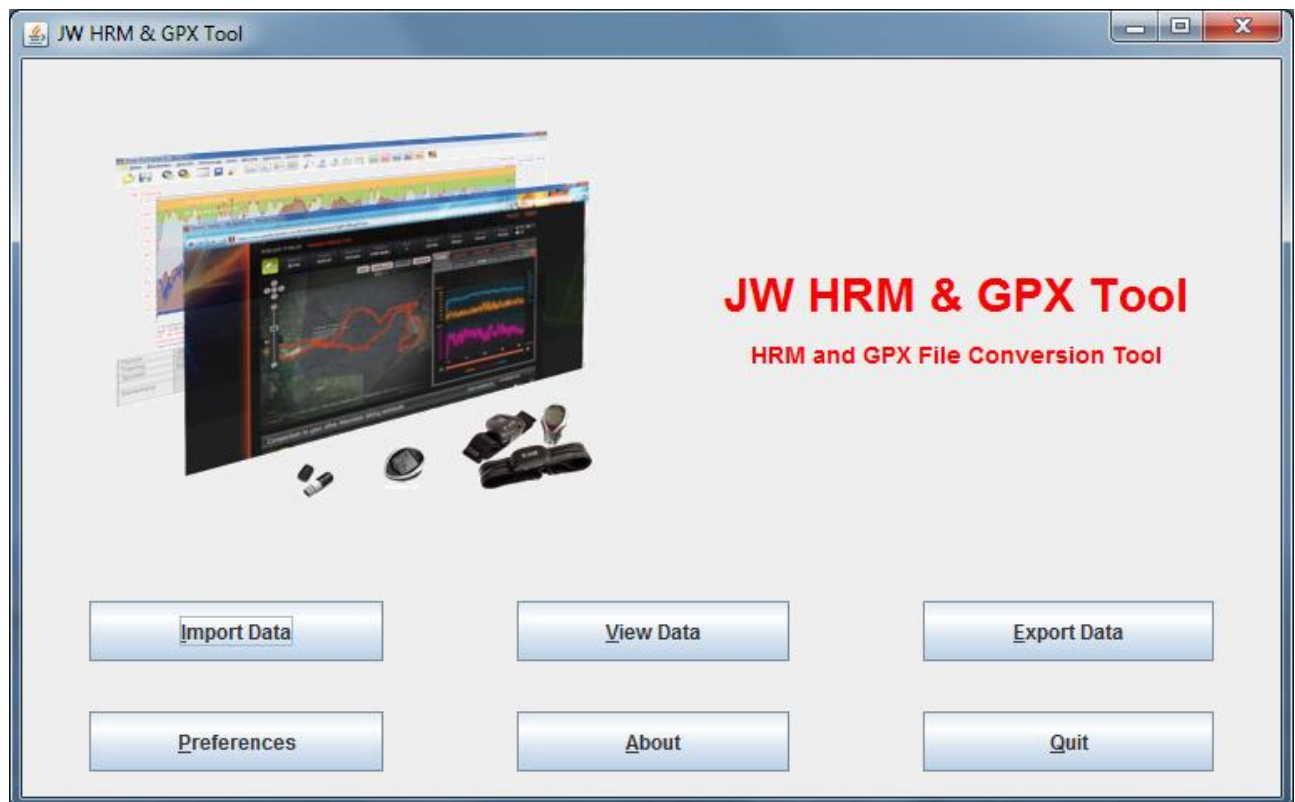 JW HRM & GPX Tool
JW HRM & GPX Tool
HRM and GPX File Conversion Tool
Import Data
View Data
Export Data
Preferences
About
Quit